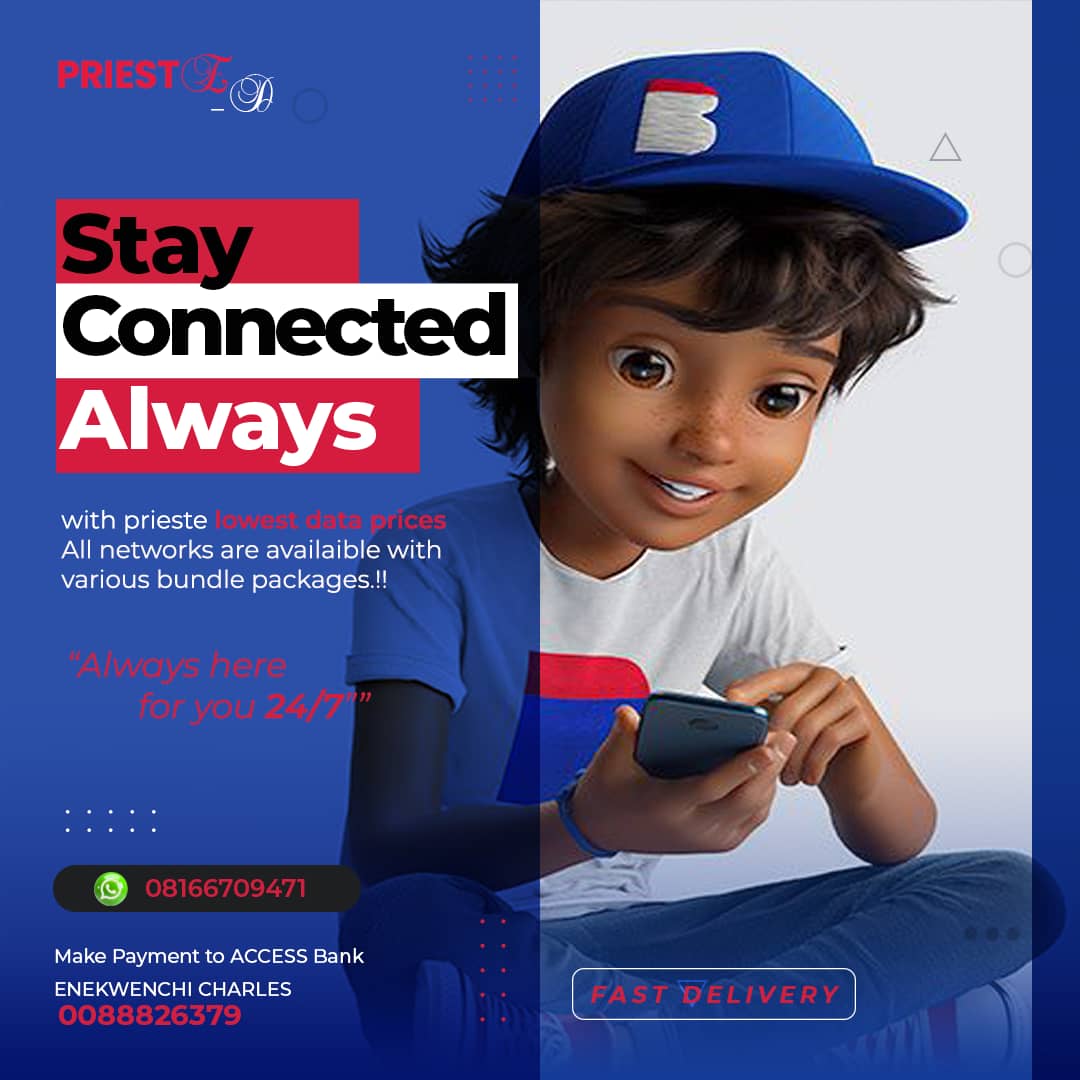 PRIEST E
_D
B
Stay
Connected
Always
with prieste lowest data prices
All networks are availaible with
various bundle packages.!!
“Always here
for you 24/7””
08166709471
Make Payment to ACCESS Bank
ENEKWENCHI CHARLES
0088826379
FAST DELIVERY